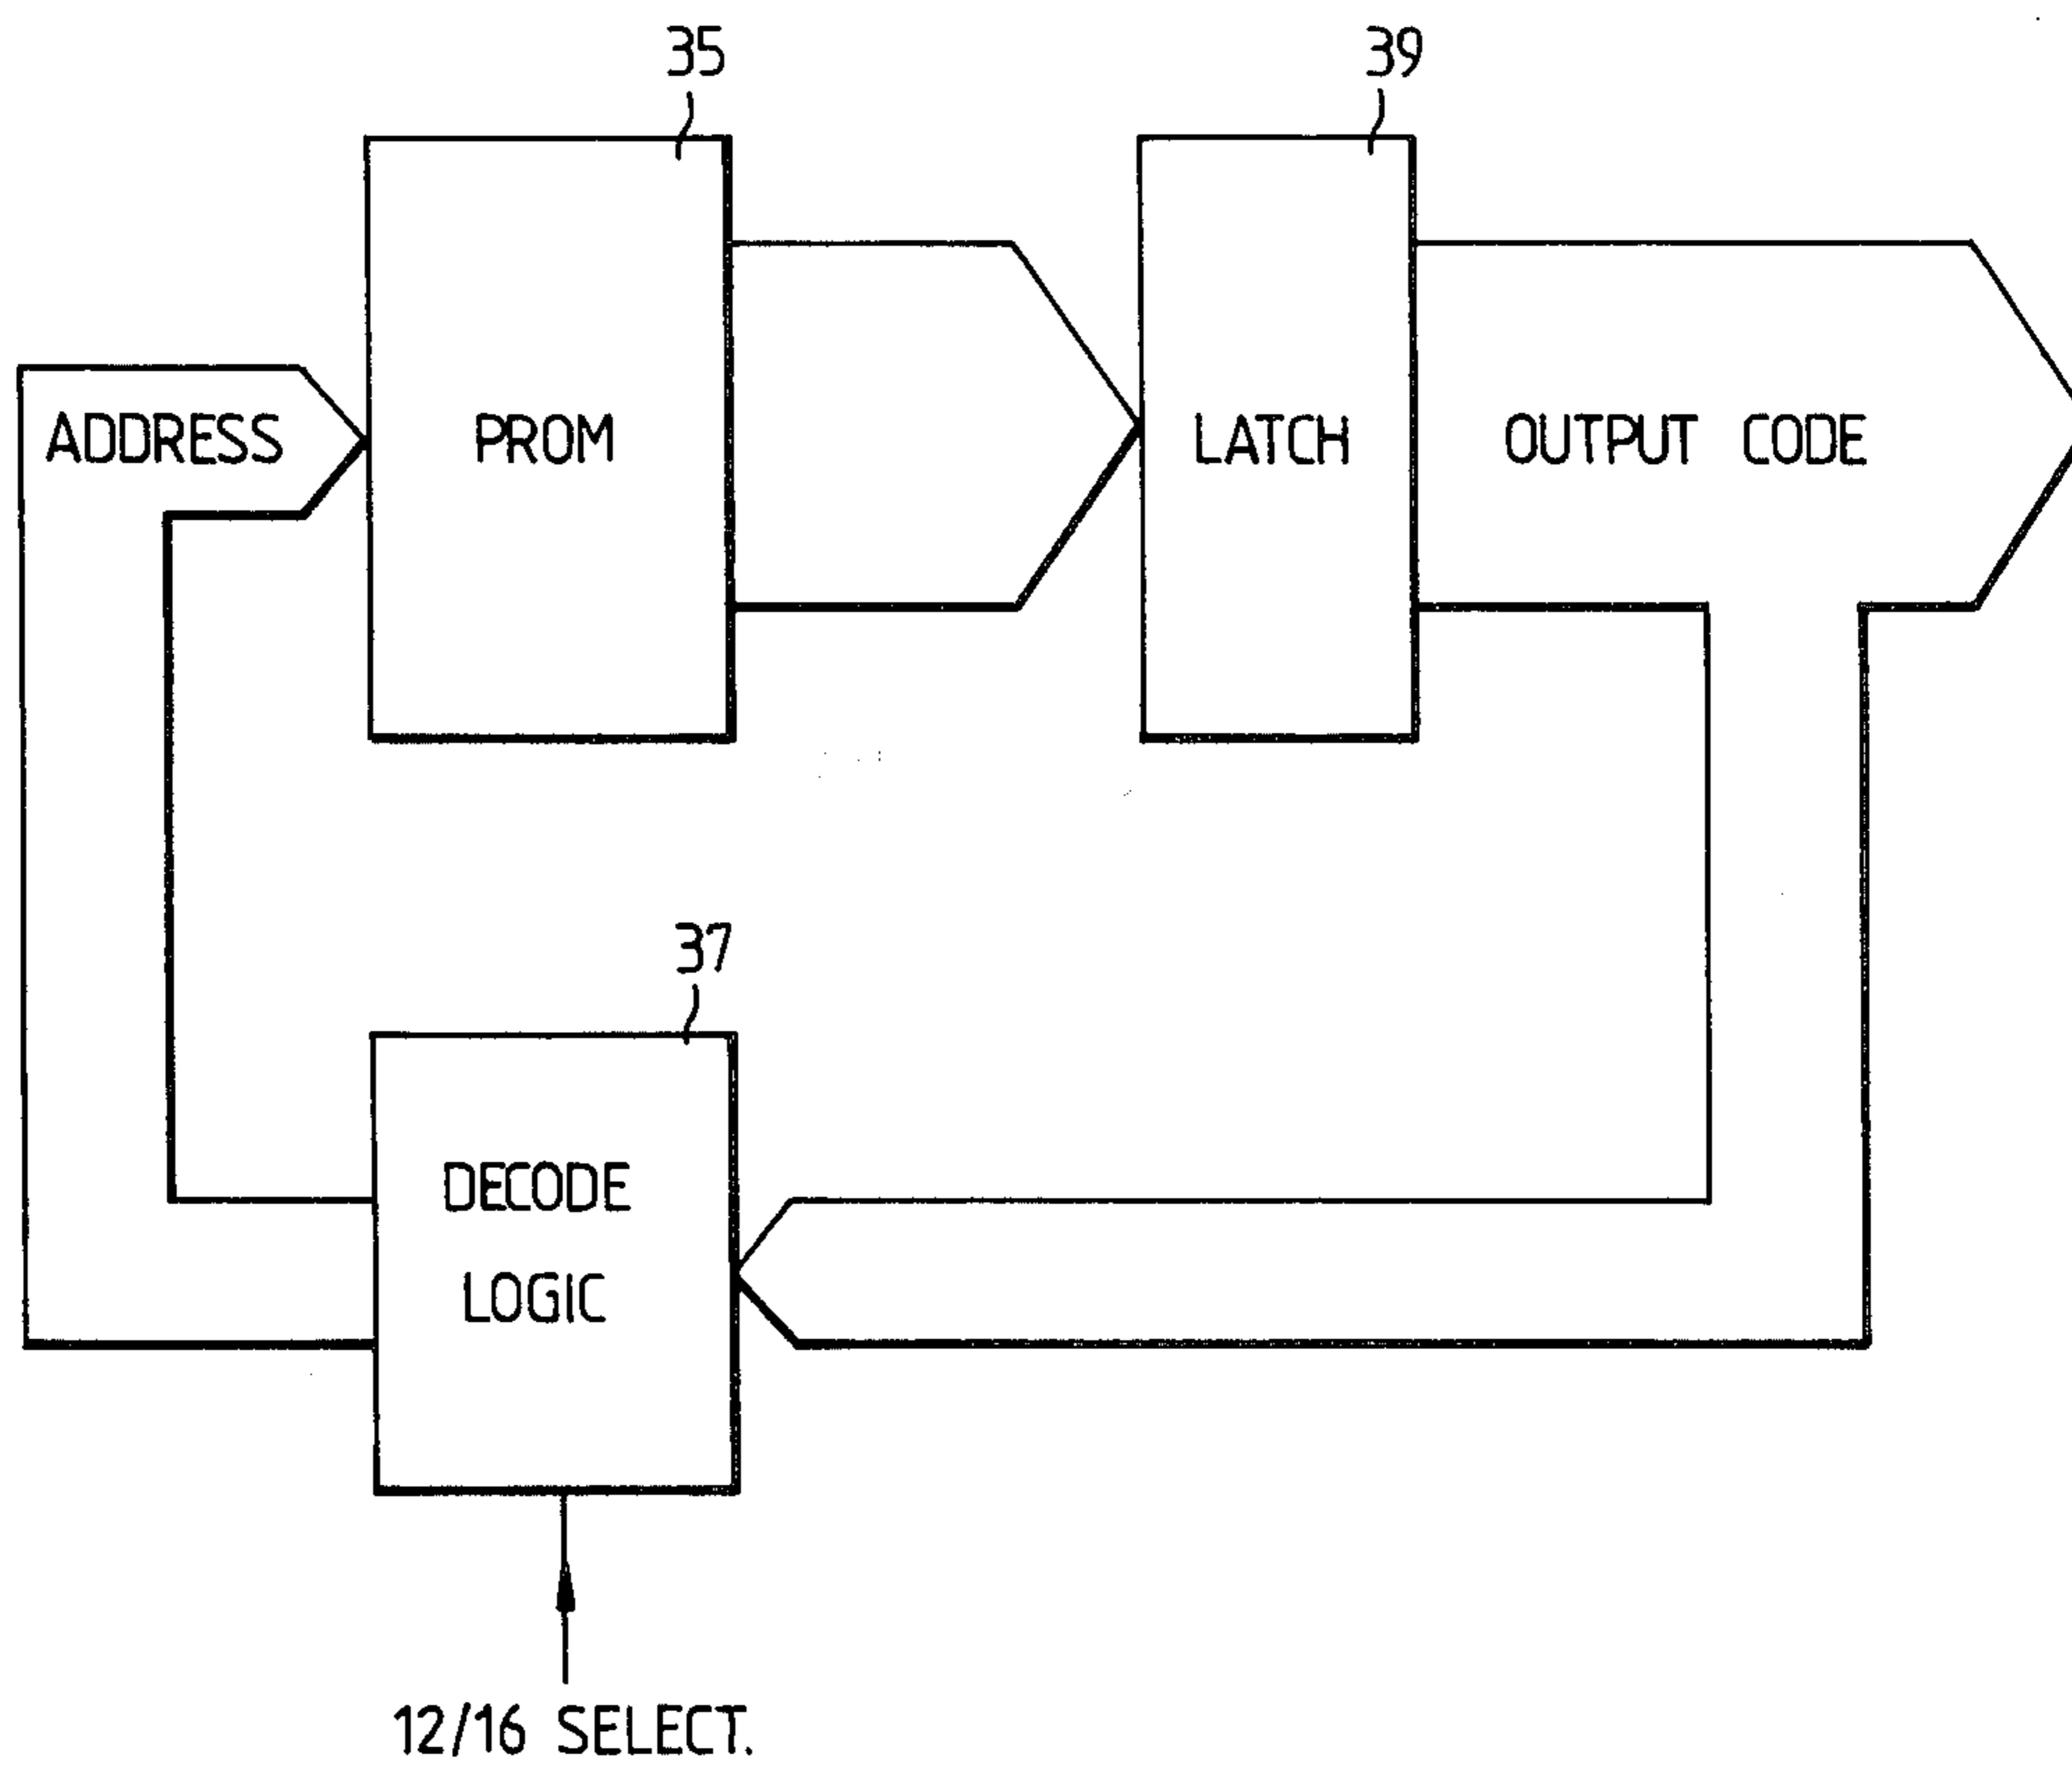 35
39
ADDRESS
PROM
LATCH
OUTPUT CODE
37
DECODE
LOGIC
12/16 SELECT.